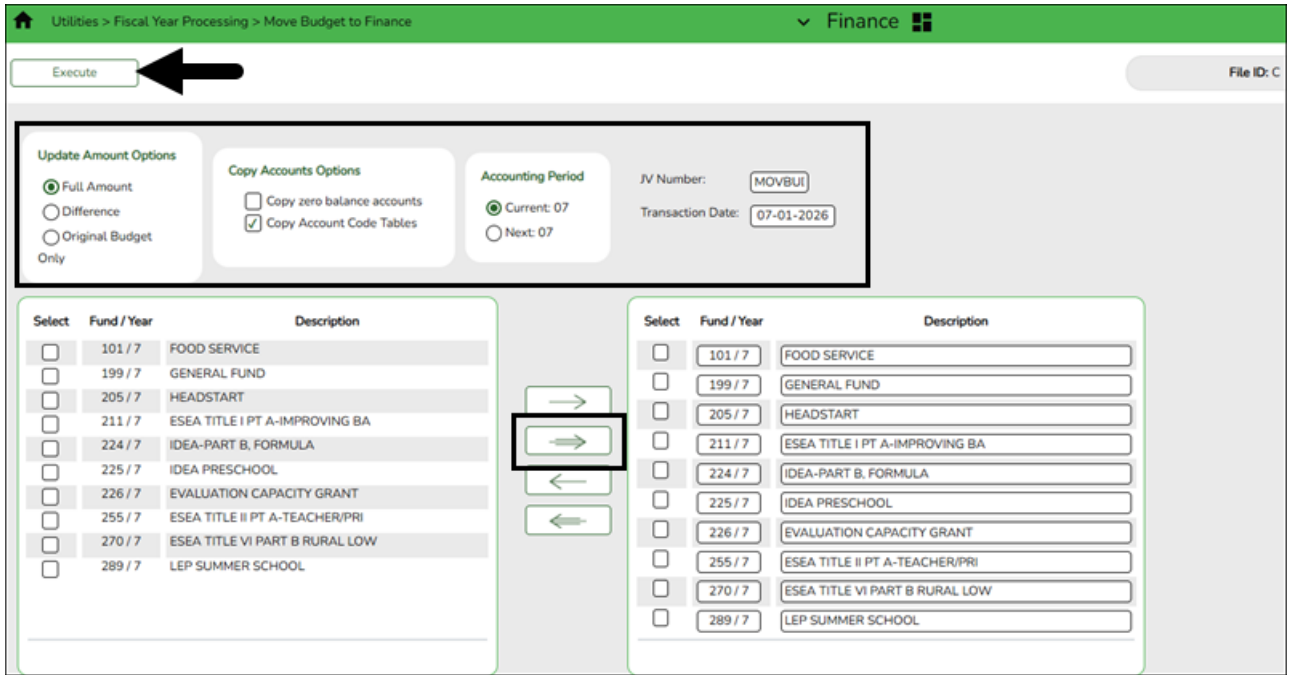 Utilities > Fiscal Year Processing > Move Budget to Finance
Finance
Execute
File ID: C
Update Amount Options
Full Amount
Difference
Original Budget
Only
Copy Accounts Options
Copy zero balance accounts
Copy Account Code Tables
Accounting Period
Current: 07
Next: 07
JV Number: MOVBUI
Transaction Date: 07-01-2026
Select Fund / Year Description
101 / 7 FOOD SERVICE
199 / 7 GENERAL FUND
205 / 7 HEADSTART
211 / 7 ESEA TITLE I PT A-IMPROVING BA
224 / 7 IDEA-PART B, FORMULA
225 / 7 IDEA PRESCHOOL
226 / 7 EVALUATION CAPACITY GRANT
255 / 7 ESEA TITLE II PT A-TEACHER/PRI
270 / 7 ESEA TITLE VI PART B RURAL LOW
289 / 7 LEP SUMMER SCHOOL
Select Fund / Year Description
101 / 7 FOOD SERVICE
199 / 7 GENERAL FUND
205 / 7 HEADSTART
211 / 7 ESEA TITLE I PT A-IMPROVING BA
224 / 7 IDEA-PART B, FORMULA
225 / 7 IDEA PRESCHOOL
226 / 7 EVALUATION CAPACITY GRANT
255 / 7 ESEA TITLE II PT A-TEACHER/PRI
270 / 7 ESEA TITLE VI PART B RURAL LOW
289 / 7 LEP SUMMER SCHOOL